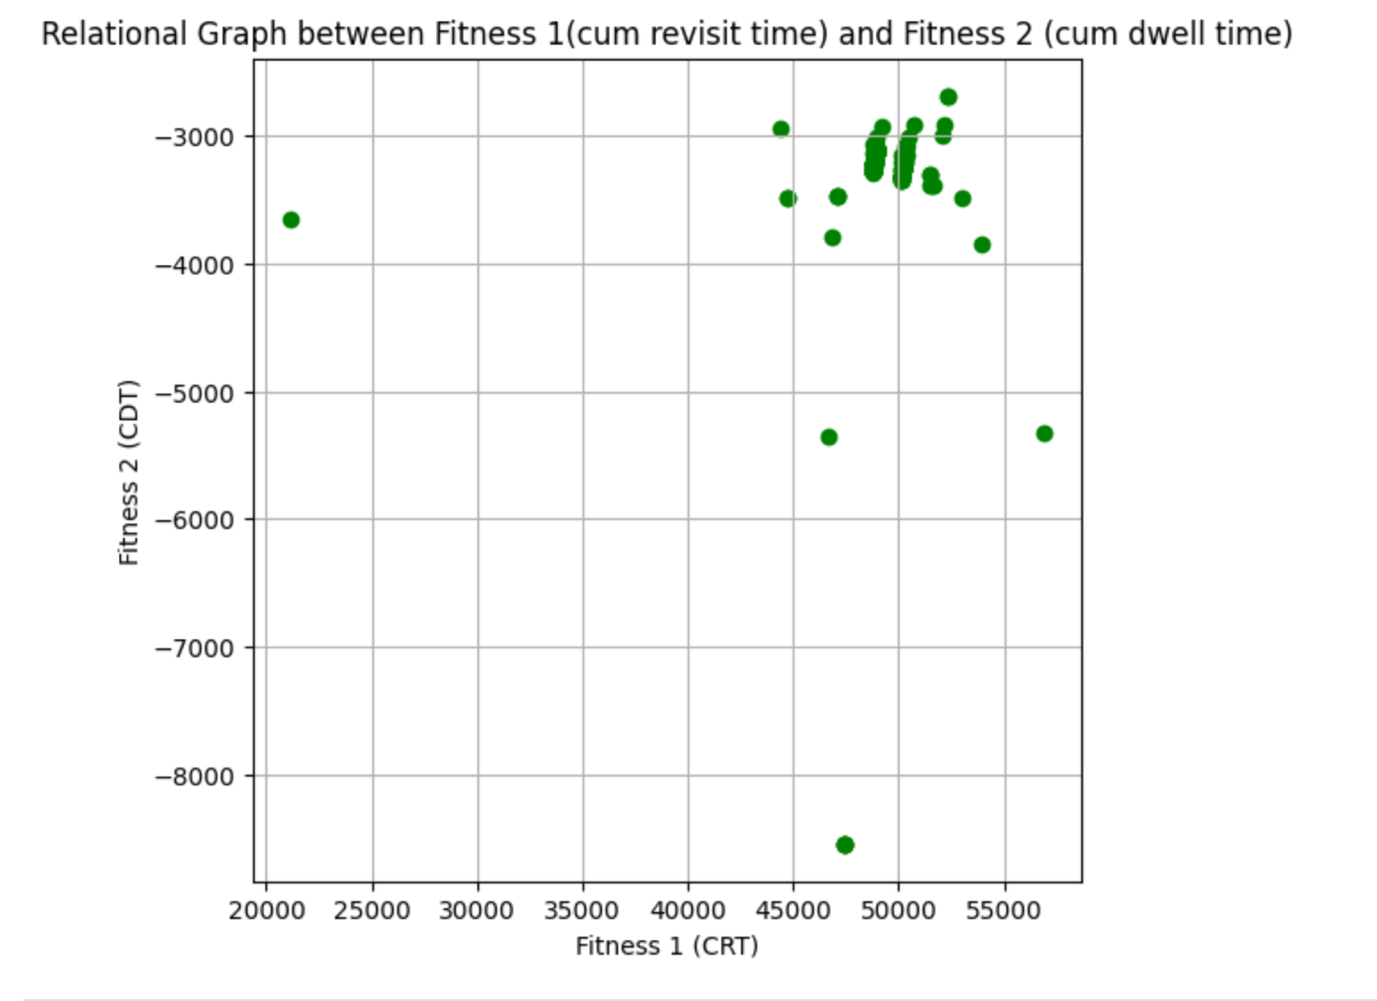 Relational Graph between Fitness 1(cum revisit time) and Fitness 2 (cum dwell time)
−3000
−4000
−5000
−6000
−7000
−8000
Fitness 2 (CDT)
20000 25000 30000 35000 40000 45000 50000 55000
Fitness 1 (CRT)